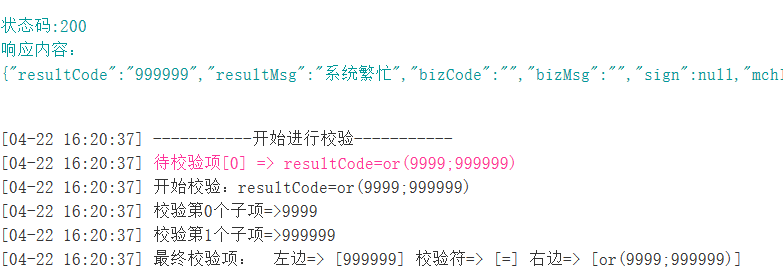 状态码:200
响应内容：
{"resultCode":"999999","resultMsg":"系统繁忙","bizCode":"","bizMsg":"","sign":null,"mchl
[04-22 16:20:37] -----------开始进行校验-----------
[04-22 16:20:37] 待校验项[0] => resultCode=or(9999;999999)
[04-22 16:20:37] 开始校验：resultCode=or(9999;999999)
[04-22 16:20:37] 校验第0个子项=>9999
[04-22 16:20:37] 校验第1个子项=>999999
[04-22 16:20:37] 最终校验项：  左边=> [999999] 校验符=> [=] 右边=> [or(9999;999999)]